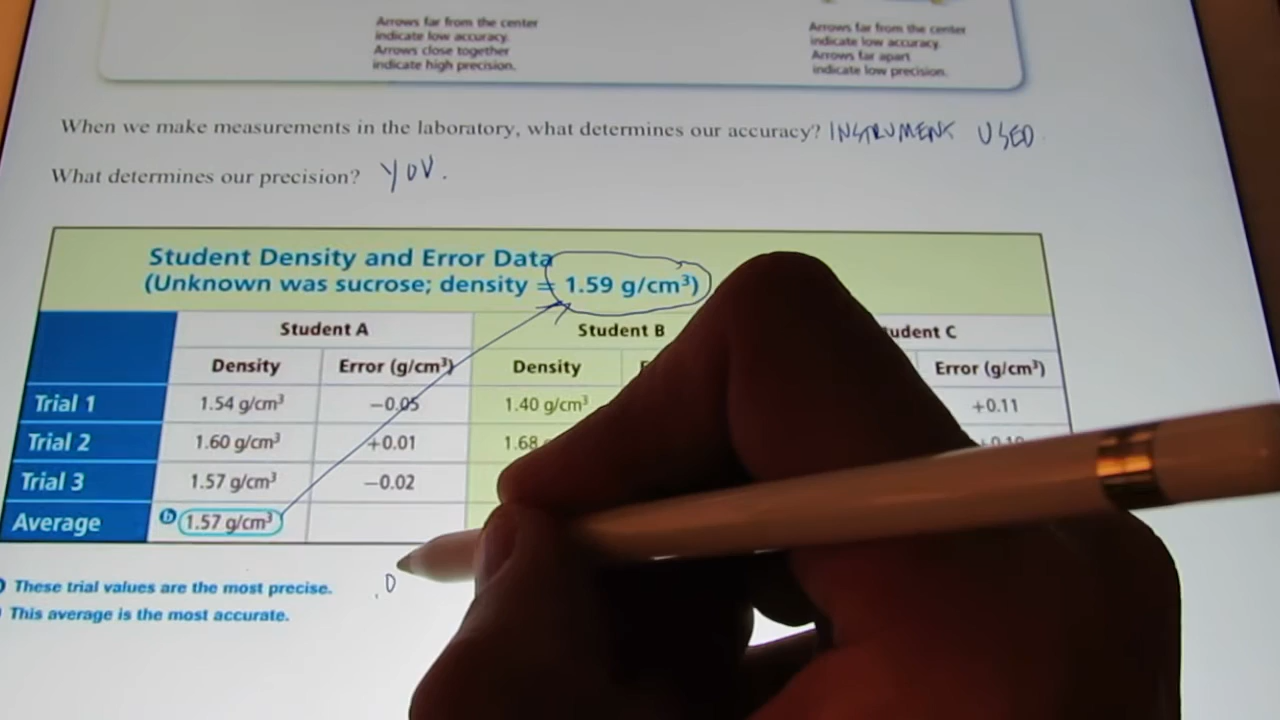 Arrows far from the center
indicate low accuracy.
Arrows close together
indicate high precision.
Arrows far from the center
indicate low accuracy.
Arrows far apart
indicate low precision.
When we make measurements in the laboratory, what determines our accuracy? INSTRUMENT USED
What determines our precision? YOU.
Student Density and Error Data
(Unknown was sucrose; density = 1.59 g/cm³)
Student A Student B
Density Error (g/cm³) Density Error (g/cm³)
Trial 1 1.54 g/cm³ −0.05 1.40 g/cm³ +0.11
Trial 2 1.60 g/cm³ +0.01 1.68 +0.10
Trial 3 1.57 g/cm³ −0.02
Average b 1.57 g/cm³
These trial values are the most precise.
This average is the most accurate.
.0